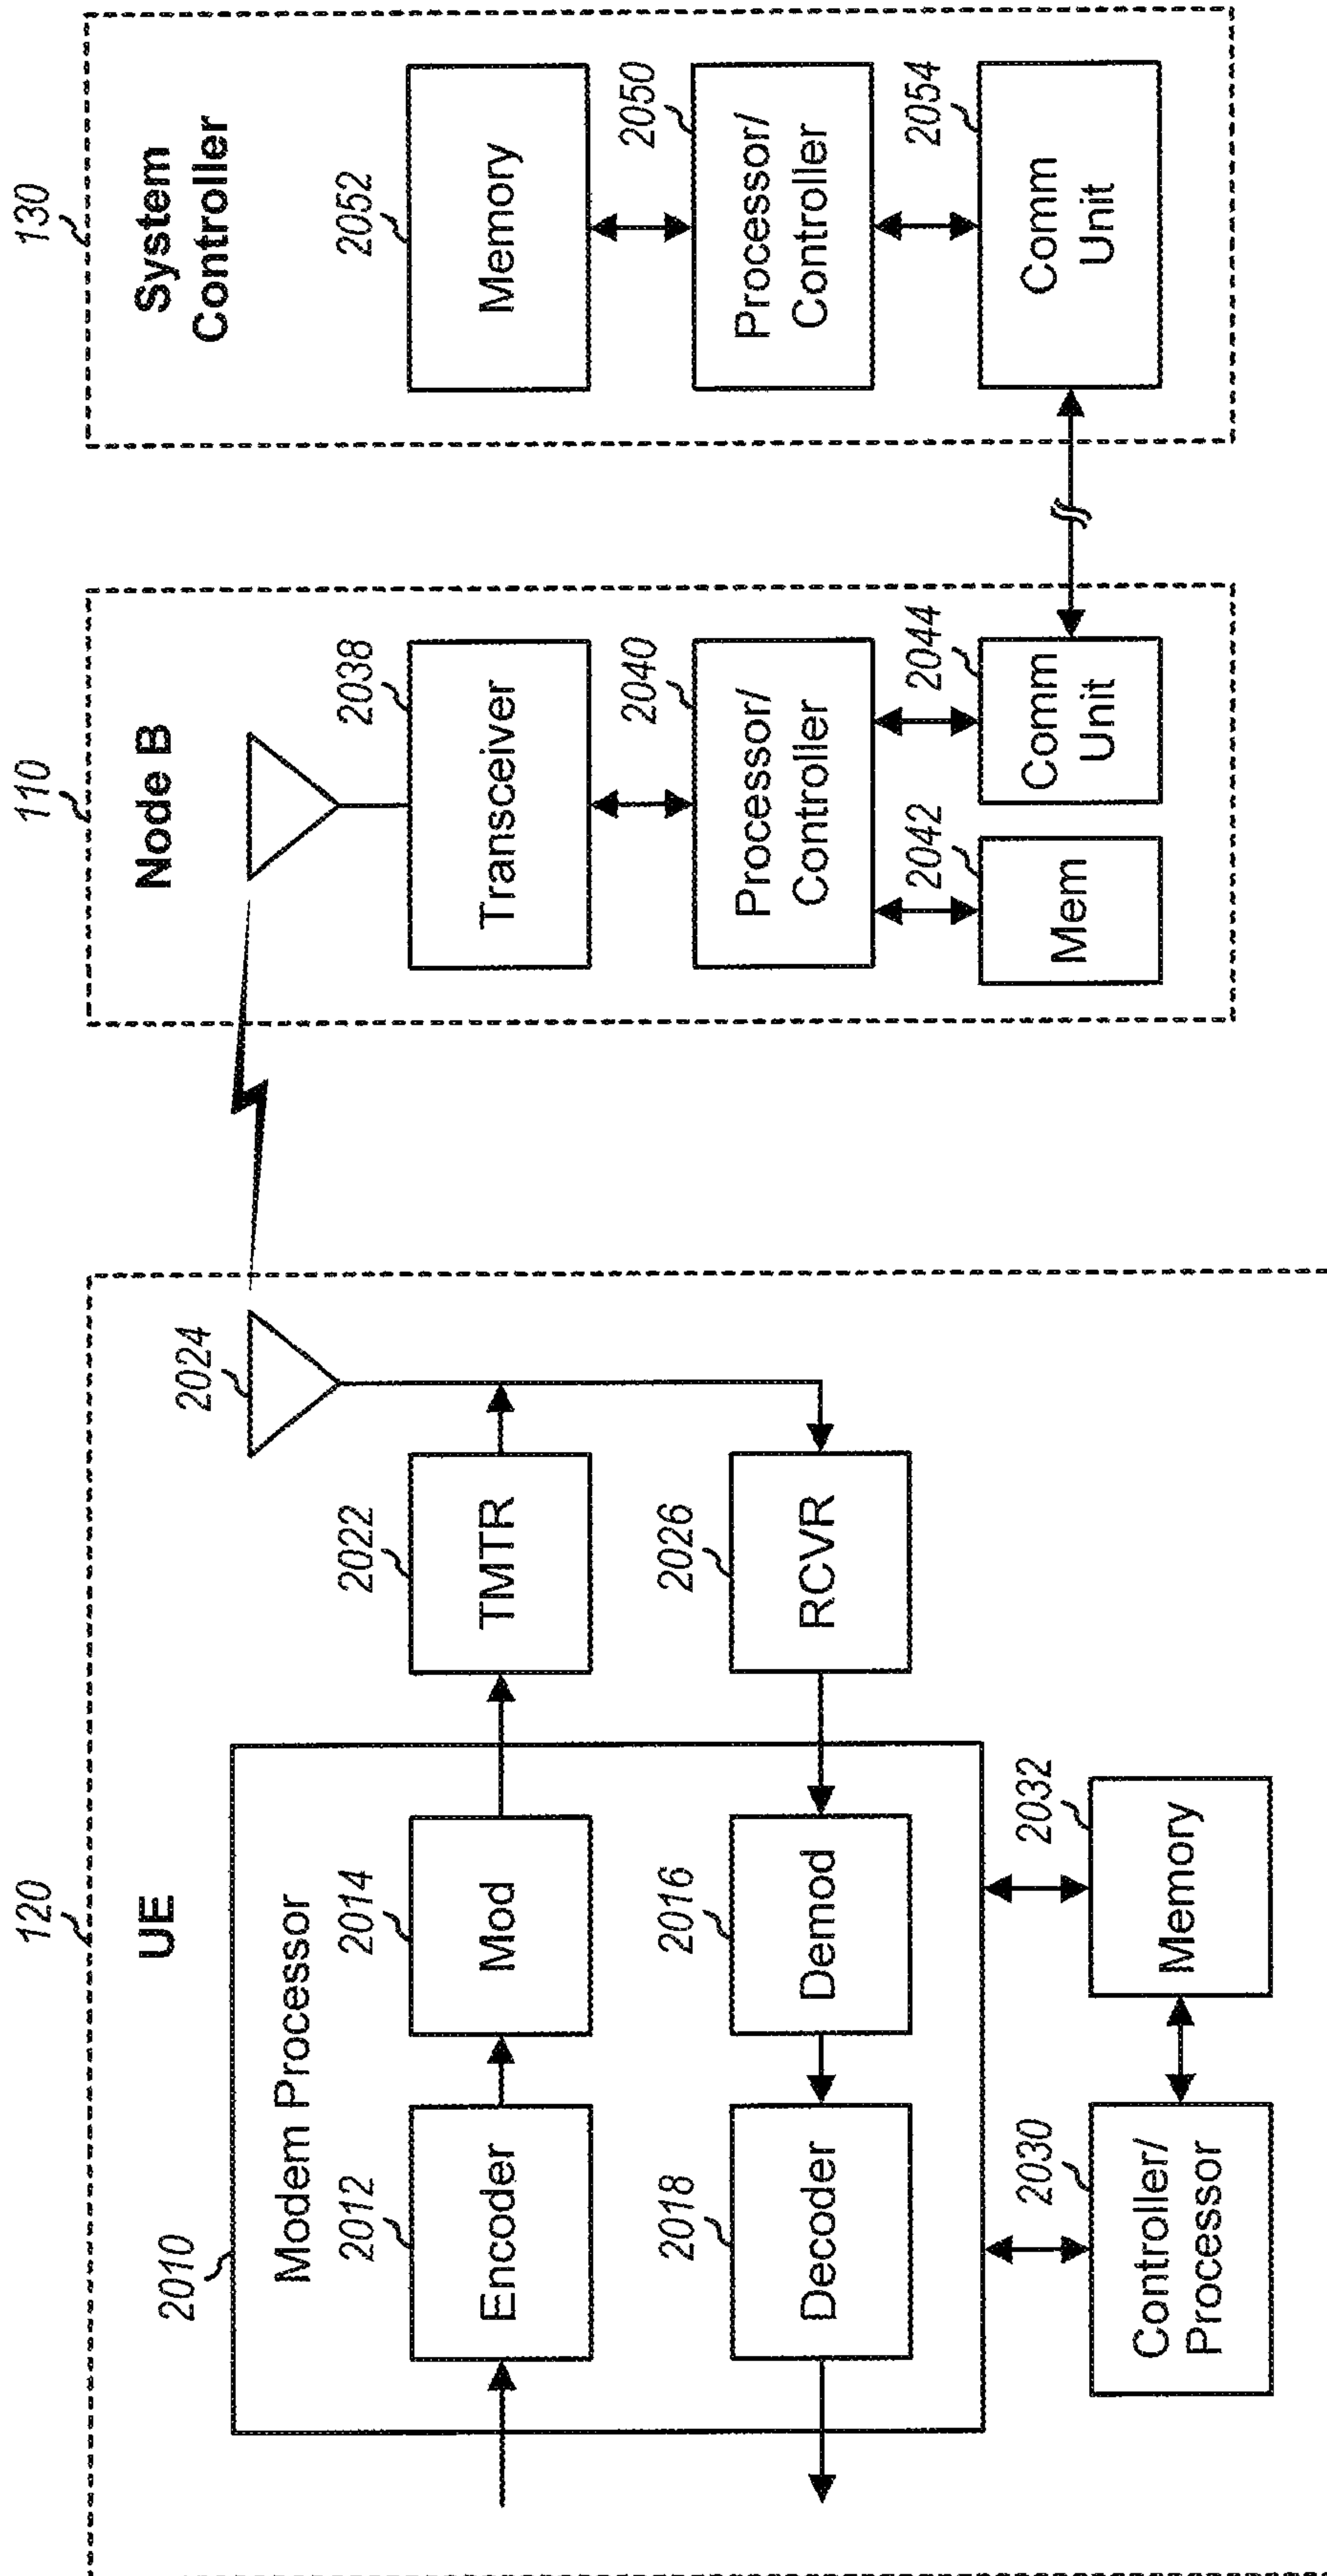 120
UE
2010
Modem Processor
2012
Encoder
2014
Mod
2022
TMTR
2024
2018
Decoder
2016
Demod
2026
RCVR
2030
Controller/
Processor
2032
Memory
110
Node B
2038
Transceiver
2040
Processor/
Controller
2042
Mem
2044
Comm
Unit
130
System
Controller
2052
Memory
2050
Processor/
Controller
2054
Comm
Unit